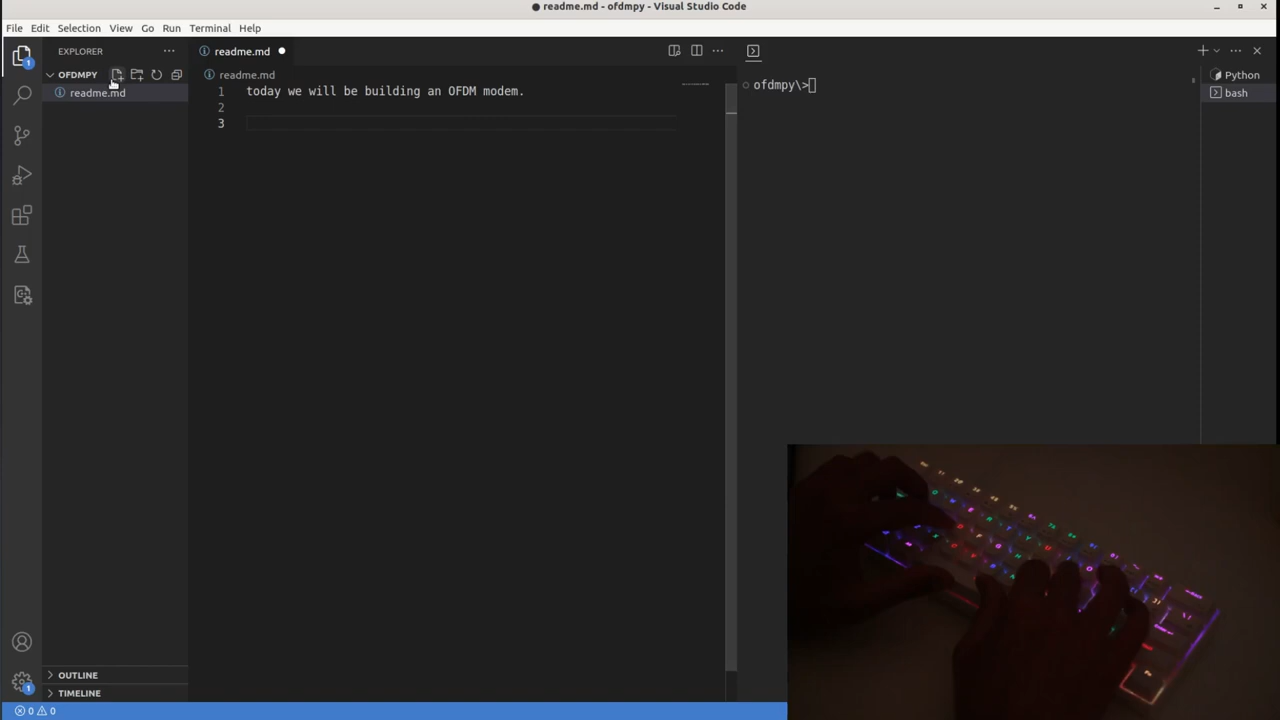 readme.md - ofdmpy - Visual Studio Code
File Edit Selection View Go Run Terminal Help
EXPLORER
readme.md
OFDMPY
readme.md
readme.md
1 today we will be building an OFDM modem.
2
3
ofdmpy\>
Python
bash
1
1
OUTLINE
TIMELINE
0 0